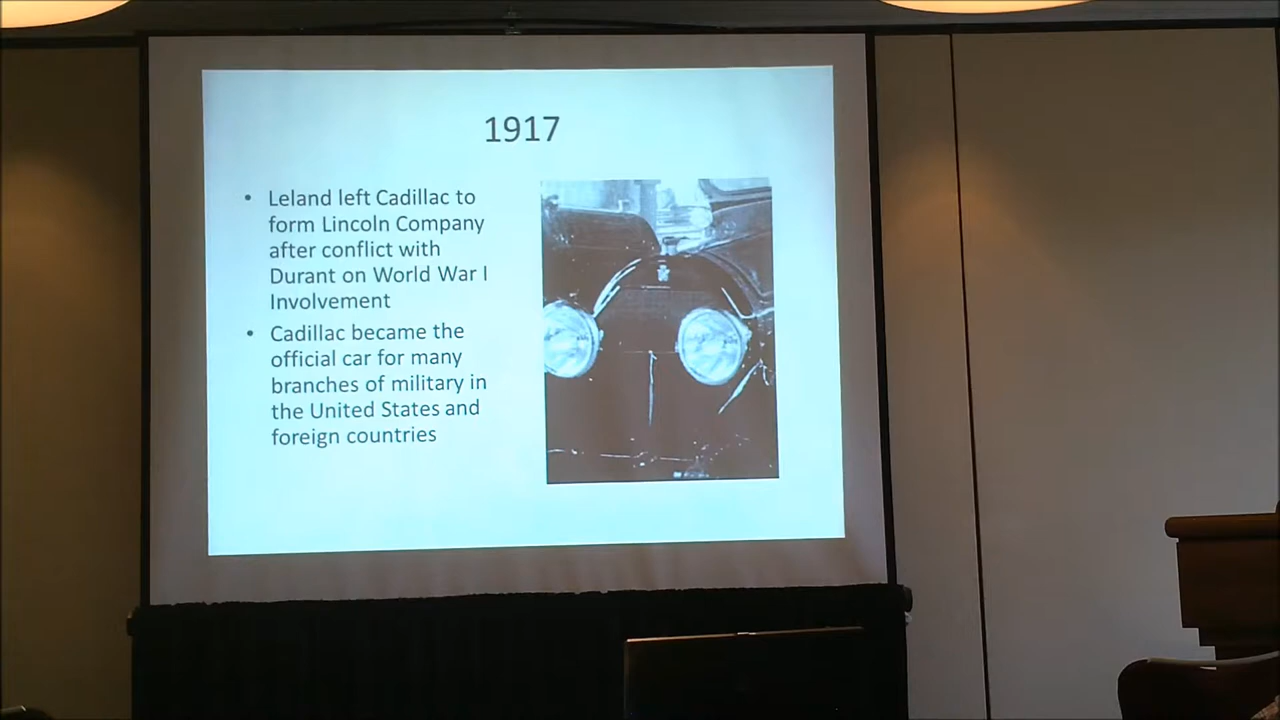 1917
• Leland left Cadillac to
form Lincoln Company
after conflict with
Durant on World War I
Involvement
• Cadillac became the
official car for many
branches of military in
the United States and
foreign countries